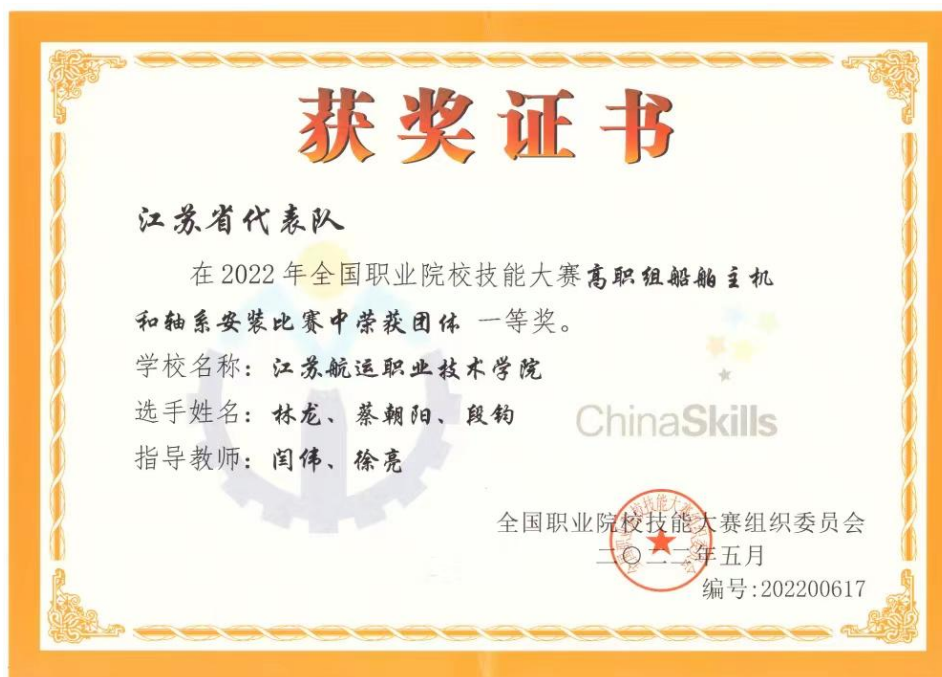 获奖证书
江苏省代表队
在2022年全国职业院校技能大赛高职组船舶主机
和轴系安装比赛中荣获团体 一等奖。
学校名称：江苏航运职业技术学院
选手姓名：林龙、蔡朝阳、段钧
指导教师：闫伟、徐亮
ChinaSkills
全国职业院校技能大赛组织委员会
二〇二二年五月
编号:202200617